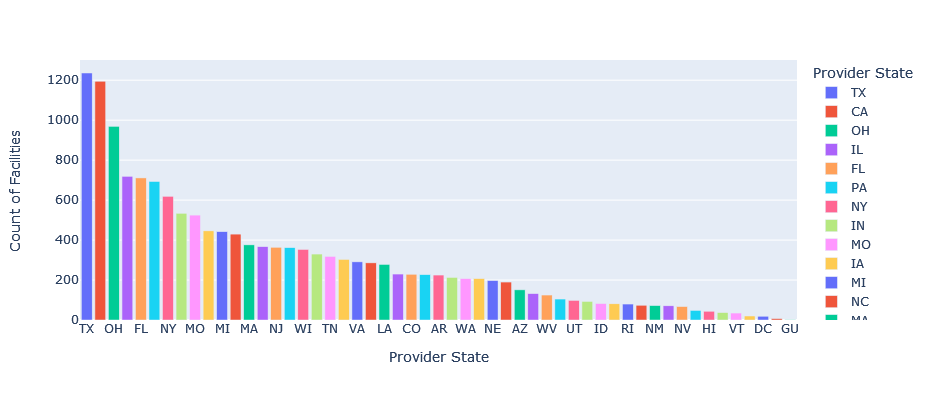 Count of Facilities
1200
1000
800
600
400
200
0
TX OH FL NY MO MI MA NJ WI TN VA LA CO AR WA NE AZ WV UT ID RI NM NV HI VT DC GU
Provider State
Provider State
TX
CA
OH
IL
FL
PA
NY
IN
MO
IA
MI
NC
MA